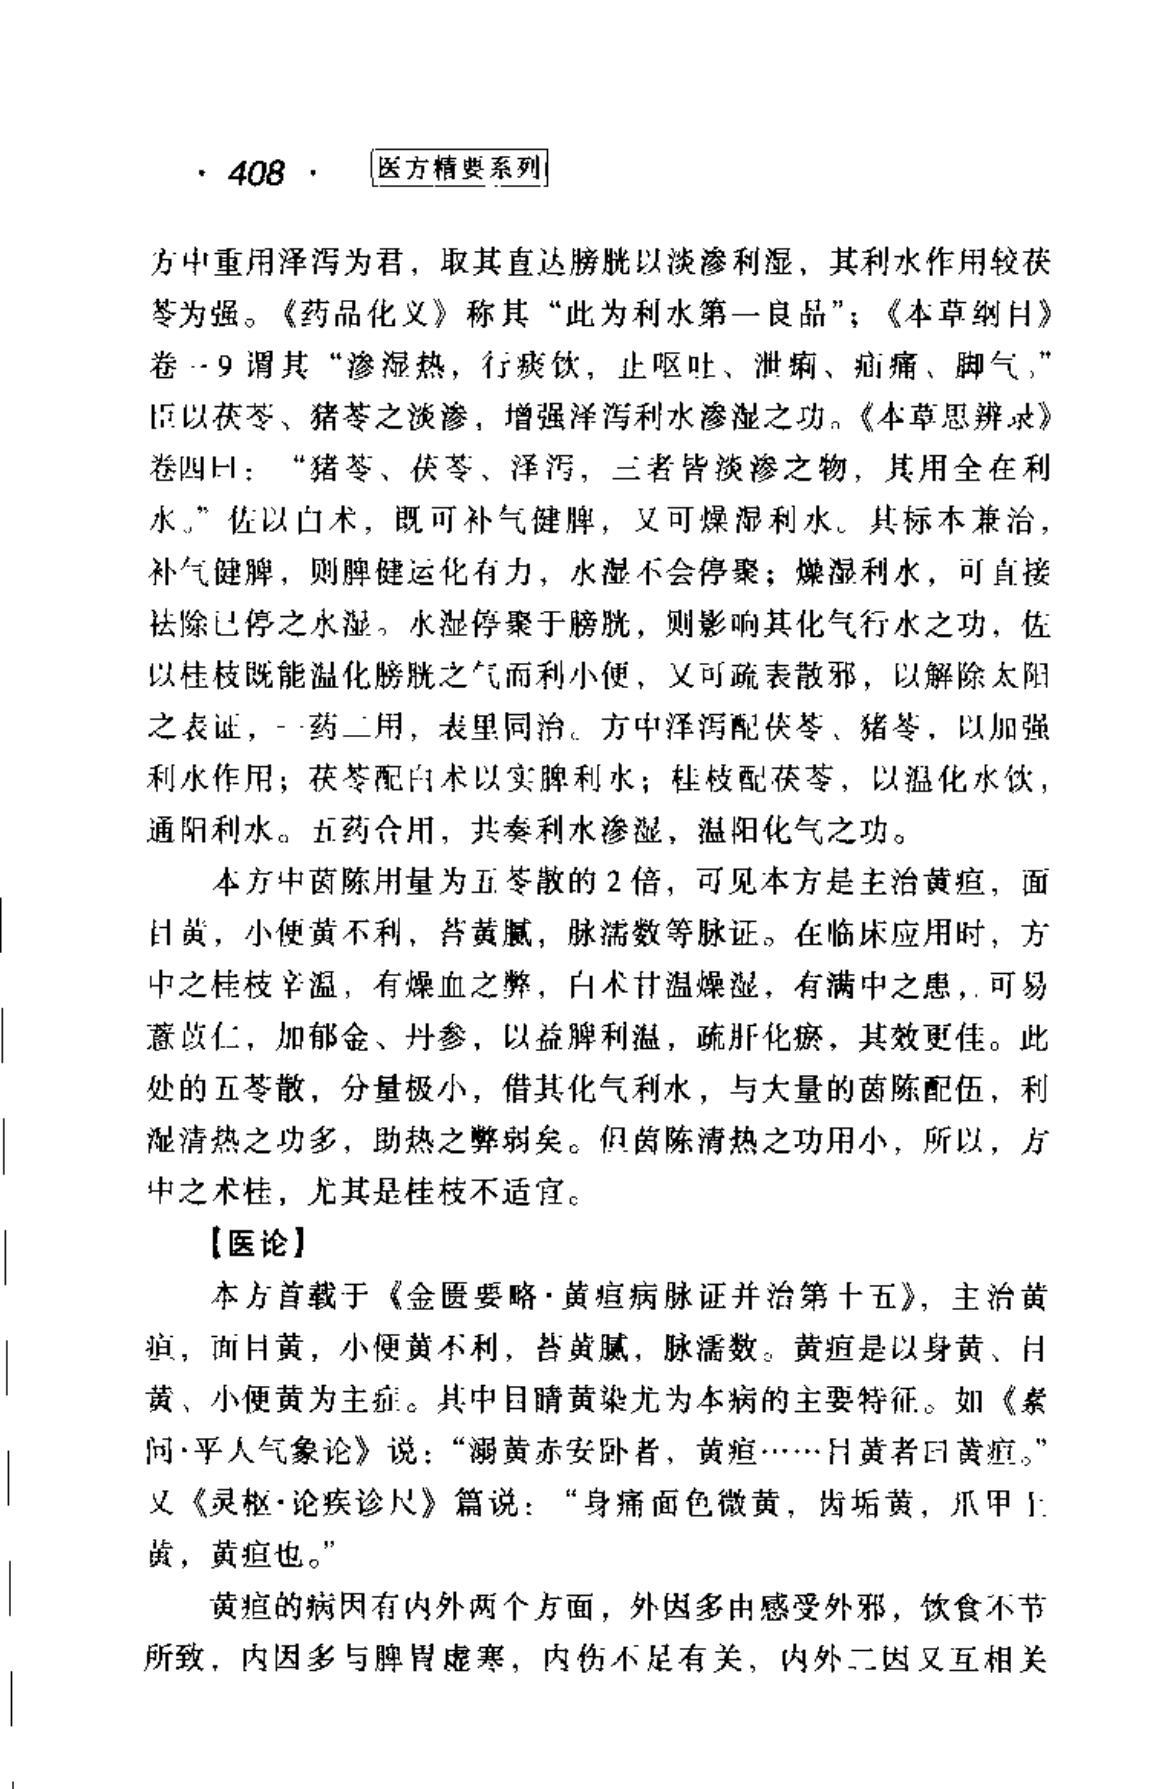 · 408 · 医方精要系列
方中重用泽泻为君，取其直达膀胱以淡渗利湿，其利水作用较茯
苓为强。《药品化义》称其“此为利水第一良品”；《本草纲目》
卷一9谓其“渗湿热，行痰饮，止呕吐、泄痢、疝痛、脚气。”
臣以茯苓、猪苓之淡渗，增强泽泻利水渗湿之功。《本草思辨录》
卷四曰：“猪苓、茯苓、泽泻，三者皆淡渗之物，其用全在利
水。”佐以白术，既可补气健脾，又可燥湿利水。其标本兼治，
补气健脾，则脾健运化有力，水湿不会停聚；燥湿利水，可直接
祛除已停之水湿。水湿停聚于膀胱，则影响其化气行水之功，佐
以桂枝既能温化膀胱之气而利小便，又可疏表散邪，以解除太阳
之表证，一药二用，表里同治。方中泽泻配茯苓、猪苓，以加强
利水作用；茯苓配白术以实脾利水；桂枝配茯苓，以温化水饮，
通阳利水。五药合用，共奏利水渗湿，温阳化气之功。
本方中茵陈用量为五苓散的2倍，可见本方是主治黄疸，面
目黄，小便黄不利，苔黄腻，脉濡数等脉证。在临床应用时，方
中之桂枝辛温，有燥血之弊，白术甘温燥湿，有满中之患，可易
薏苡仁，加郁金、丹参，以益脾利温，疏肝化瘀，其效更佳。此
处的五苓散，分量极小，借其化气利水，与大量的茵陈配伍，利
湿清热之功多，助热之弊弱矣。但茵陈清热之功用小，所以，方
中之术桂，尤其是桂枝不适宜。
【医论】
本方首载于《金匮要略·黄疸病脉证并治第十五》，主治黄
疸，面目黄，小便黄不利，苔黄腻，脉濡数。黄疸是以身黄、目
黄、小便黄为主症。其中目睛黄染尤为本病的主要特征。如《素
问·平人气象论》说：“溺黄赤安卧者，黄疸……目黄者曰黄疸。”
又《灵枢·论疾诊尺》篇说：“身痛面色微黄，齿垢黄，爪甲上
黄，黄疸也。”
黄疸的病因有内外两个方面，外因多由感受外邪，饮食不节
所致，内因多与脾胃虚寒，内伤不足有关，内外二因又互相关